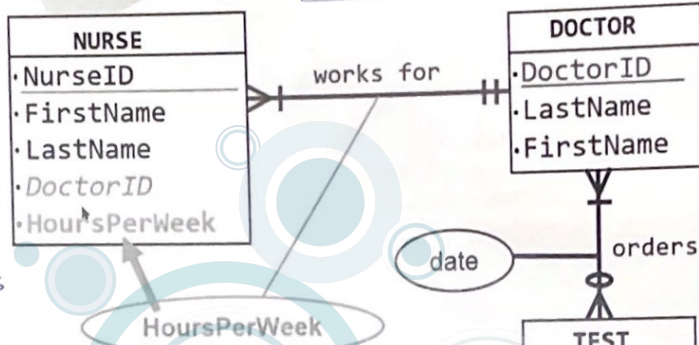 NURSE
·NurseID
·FirstName
·LastName
·DoctorID
·HoursPerWeek
works for
DOCTOR
·DoctorID
·LastName
·FirstName
date
orders
HoursPerWeek
TEST